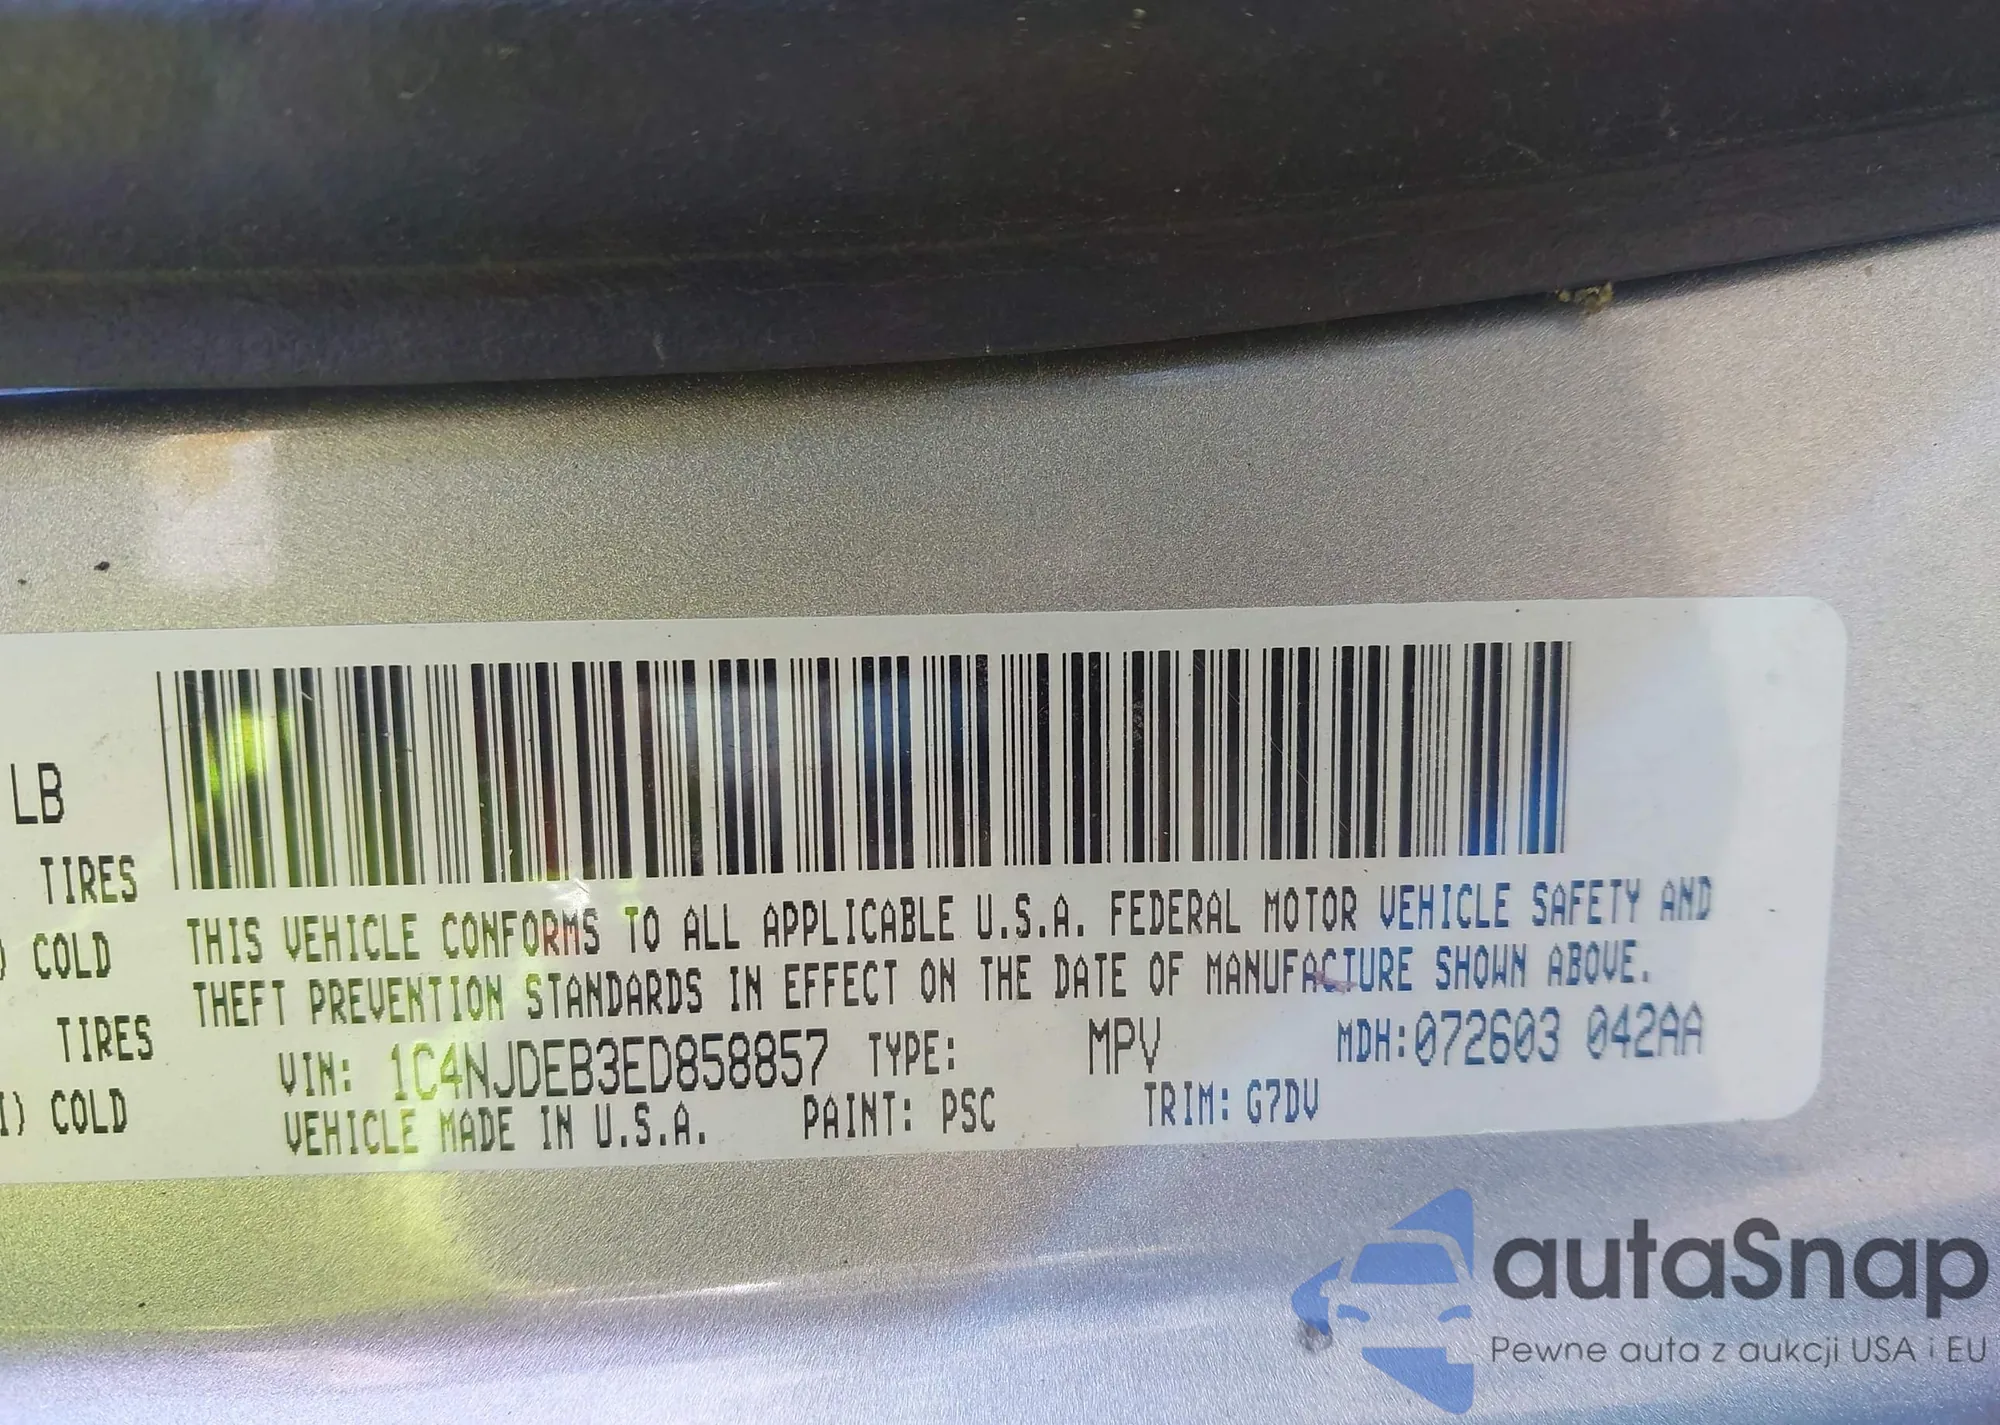 LB
TIRES
) COLD
TIRES
I) COLD
THIS VEHICLE CONFORMS TO ALL APPLICABLE U.S.A. FEDERAL MOTOR VEHICLE SAFETY AND
THEFT PREVENTION STANDARDS IN EFFECT ON THE DATE OF MANUFACTURE SHOWN ABOVE.
VIN: 1C4NJDEB3ED858857 TYPE: MPV MDH:072603 042AA
VEHICLE MADE IN U.S.A. PAINT: PSC TRIM: G7DV
autaSnap
Pewne auta z aukcji USA i EU